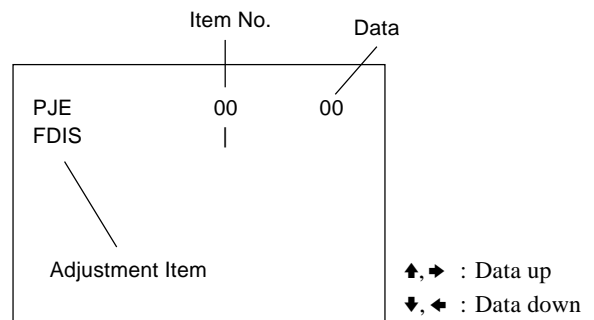 Item No.
Data
PJE 00 00
FDIS |
Adjustment Item
↑, → : Data up
↓, ← : Data down